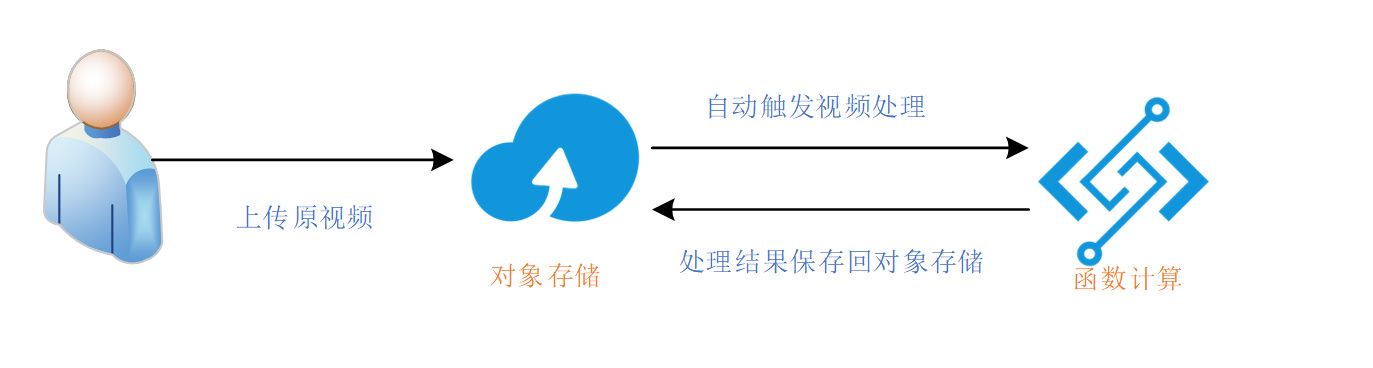 自动触发视频处理
上传原视频
处理结果保存回对象存储
对象存储
函数计算